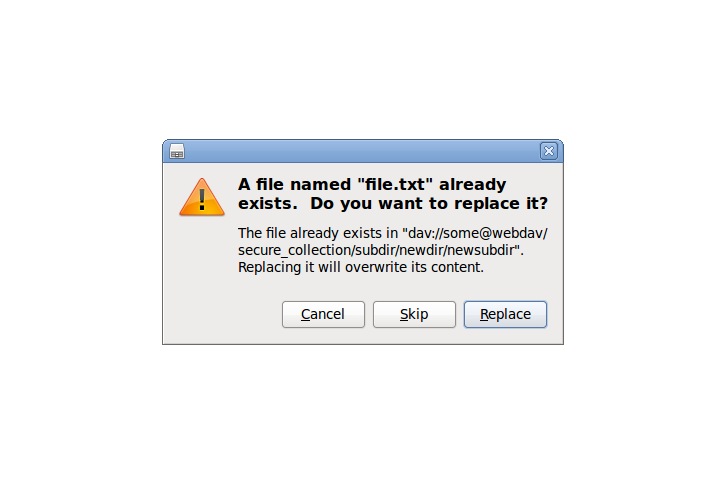 A file named "file.txt" already
exists.  Do you want to replace it?
The file already exists in "dav://some@webdav/
secure_collection/subdir/newdir/newsubdir".
Replacing it will overwrite its content.
Cancel
Skip
Replace